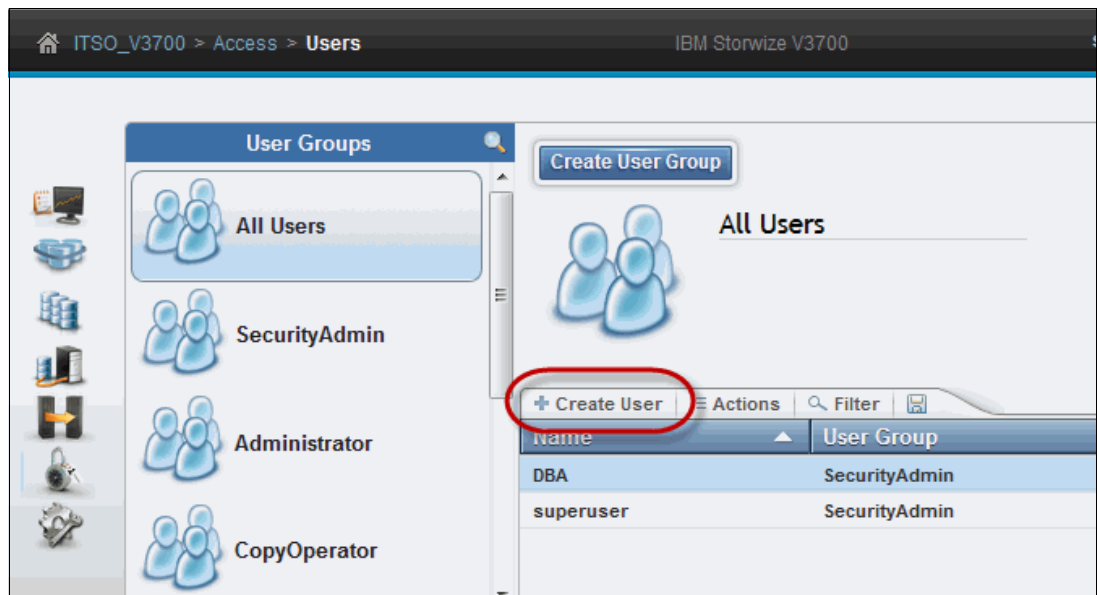 ITSO_V3700 > Access > Users
IBM Storwize V3700
User Groups
All Users
SecurityAdmin
Administrator
CopyOperator
Create User Group
All Users
Create User
Actions
Filter
Name
User Group
DBA
SecurityAdmin
superuser
SecurityAdmin